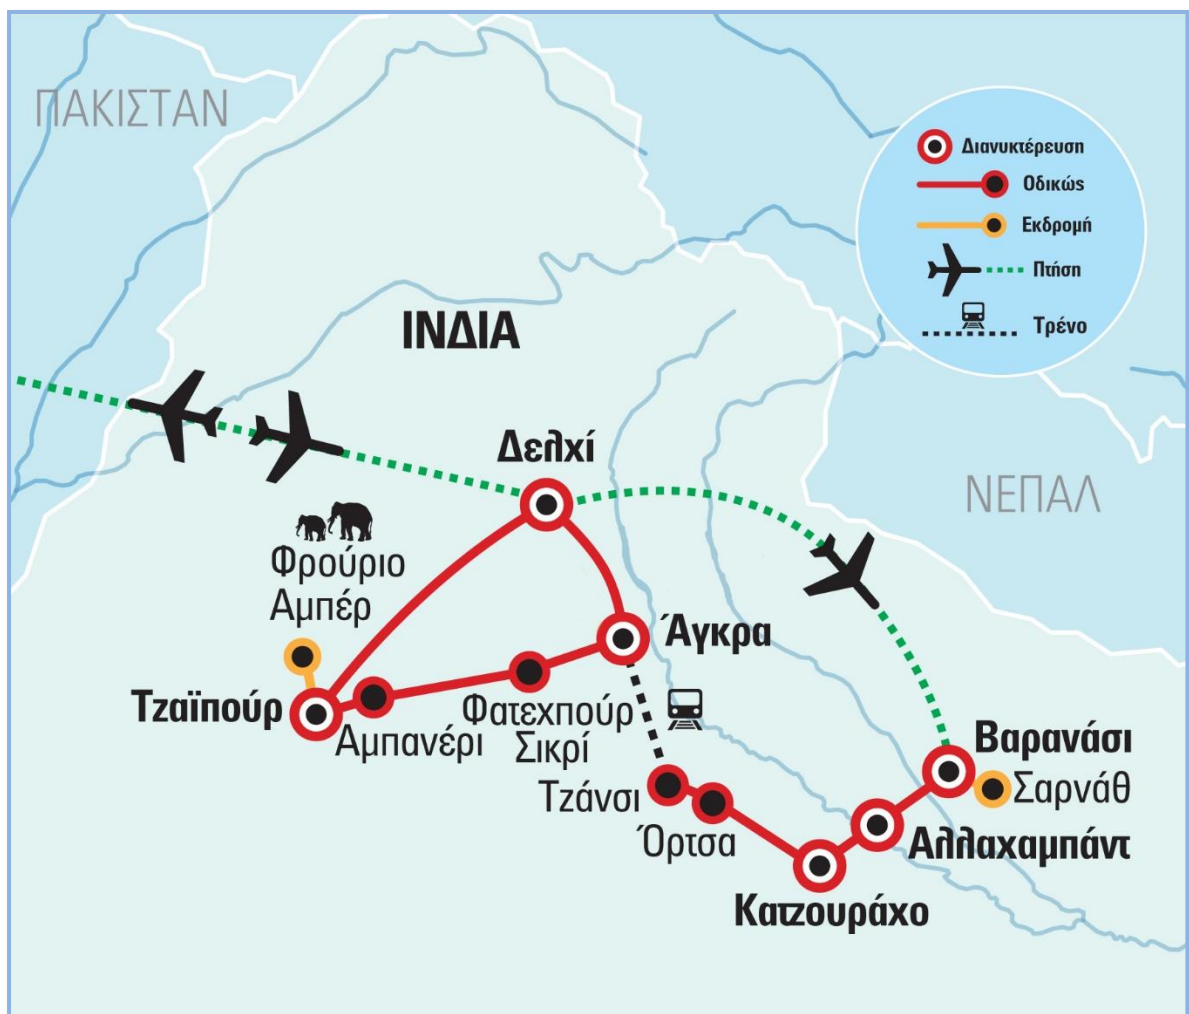 ΠΑΚΙΣΤΑΝ
Διανυκτέρευση
Οδικώς
Εκδρομή
Πτήση
Τρένο
ΙΝΔΙΑ
ΝΕΠΑΛ
Δελχί
Φρούριο
Αμπέρ
Άγκρα
Τζαϊπούρ
Αμπανέρι
Φατεχπούρ
Σικρί
Βαρανάσι
Σαρνάθ
Τζάνσι
Όρτσα
Αλλαχαμπάντ
Κατζουράχο